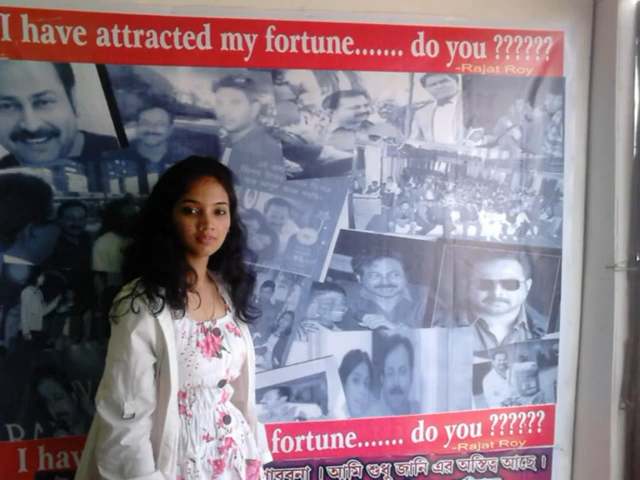 I have attracted my fortune....... do you ??????
-Rajat Roy
I hav
fortune....... do you ??????
-Rajat Roy
আমি শুধু জানি এর অস্তিত্ব আছে।